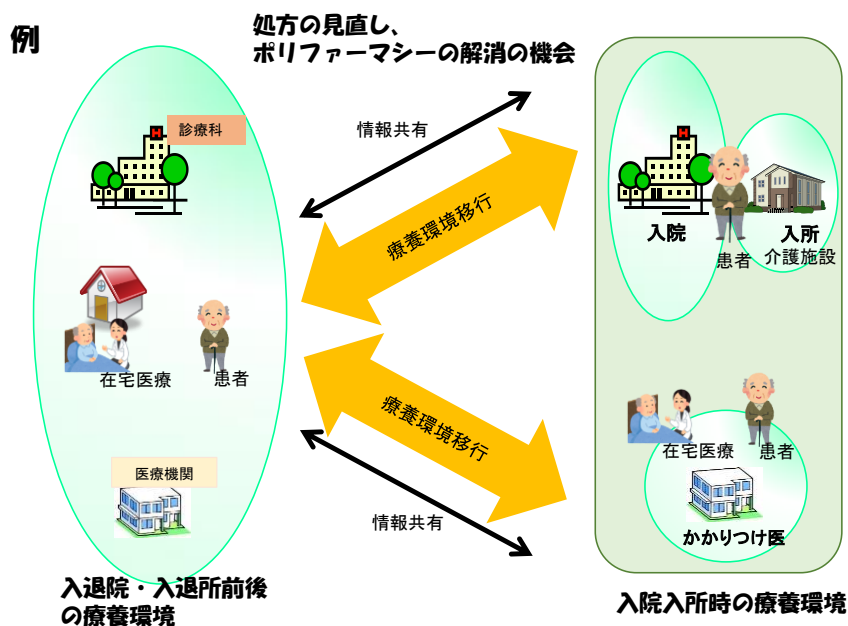 例
処方の見直し、
ポリファーマシーの解消の機会
診療科
情報共有
療養環境移行
入院
患者
入所
介護施設
在宅医療
患者
療養環境移行
在宅医療
患者
医療機関
情報共有
かかりつけ医
入退院・入退所前後
の療養環境
入院入所時の療養環境